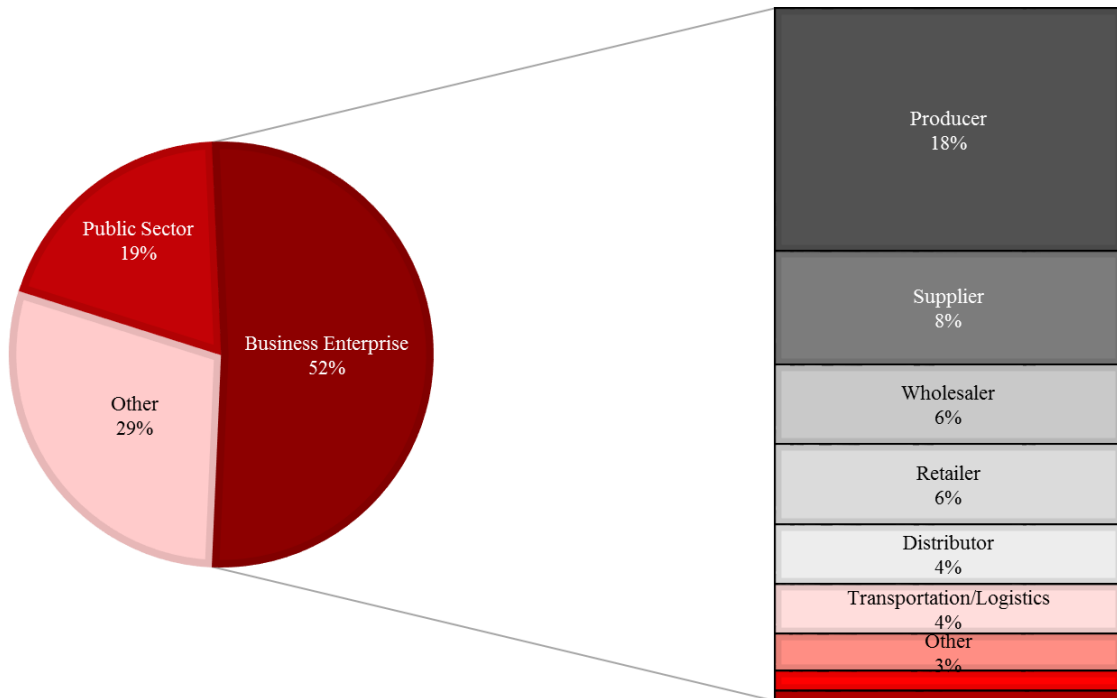 Public Sector
19%
Other
29%
Business Enterprise
52%
Producer
18%
Supplier
8%
Wholesaler
6%
Retailer
6%
Distributor
4%
Transportation/Logistics
4%
Other
3%